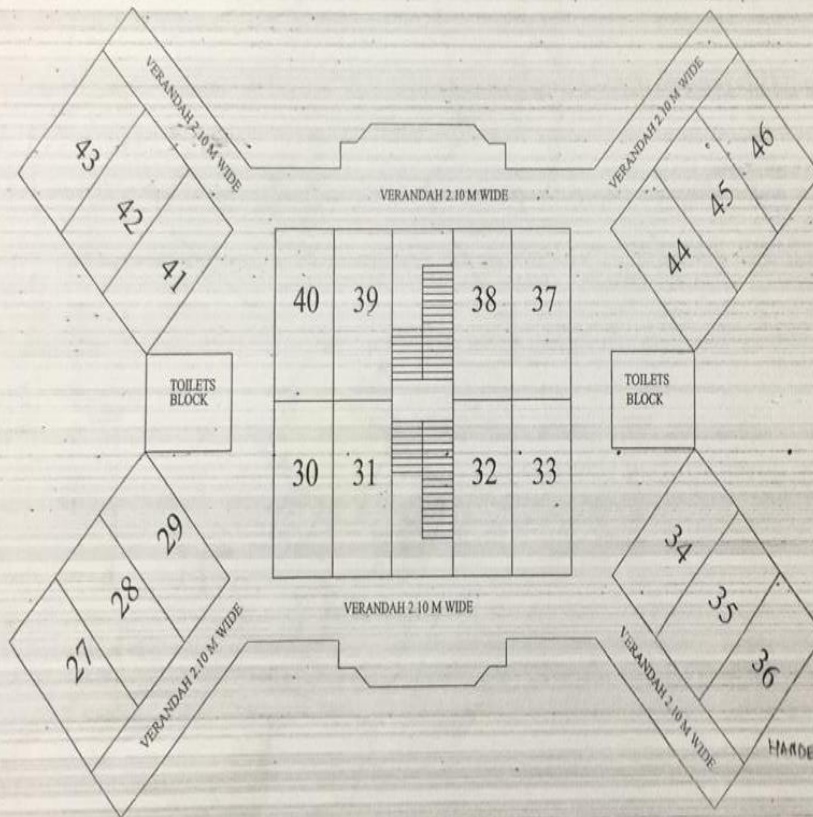 VERANDAH 2.10 M WIDE
VERANDAH 2.10 M WIDE
VERANDAH 2.10 M WIDE
43
42
41
46
45
44
40
39
38
37
TOILETS
BLOCK
TOILETS
BLOCK
30
31
32
33
29
28
27
34
35
36
VERANDAH 2.10 M WIDE
VERANDAH 2.10 M WIDE
VERANDAH 2.10 M WIDE